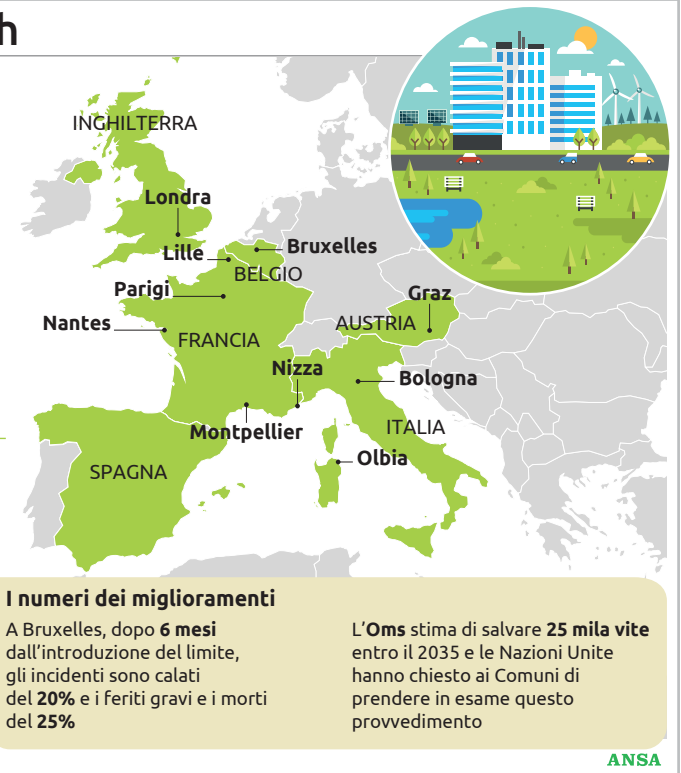 h
INGHILTERRA
Londra
Lille
Bruxelles
BELGIO
Parigi
Graz
Nantes
AUSTRIA
FRANCIA
Nizza
Bologna
Montpellier
ITALIA
Olbia
SPAGNA
I numeri dei miglioramenti
A Bruxelles, dopo 6 mesi
dall'introduzione del limite,
gli incidenti sono calati
del 20% e i feriti gravi e i morti
del 25%
L'Oms stima di salvare 25 mila vite
entro il 2035 e le Nazioni Unite
hanno chiesto ai Comuni di
prendere in esame questo
provvedimento
ANSA